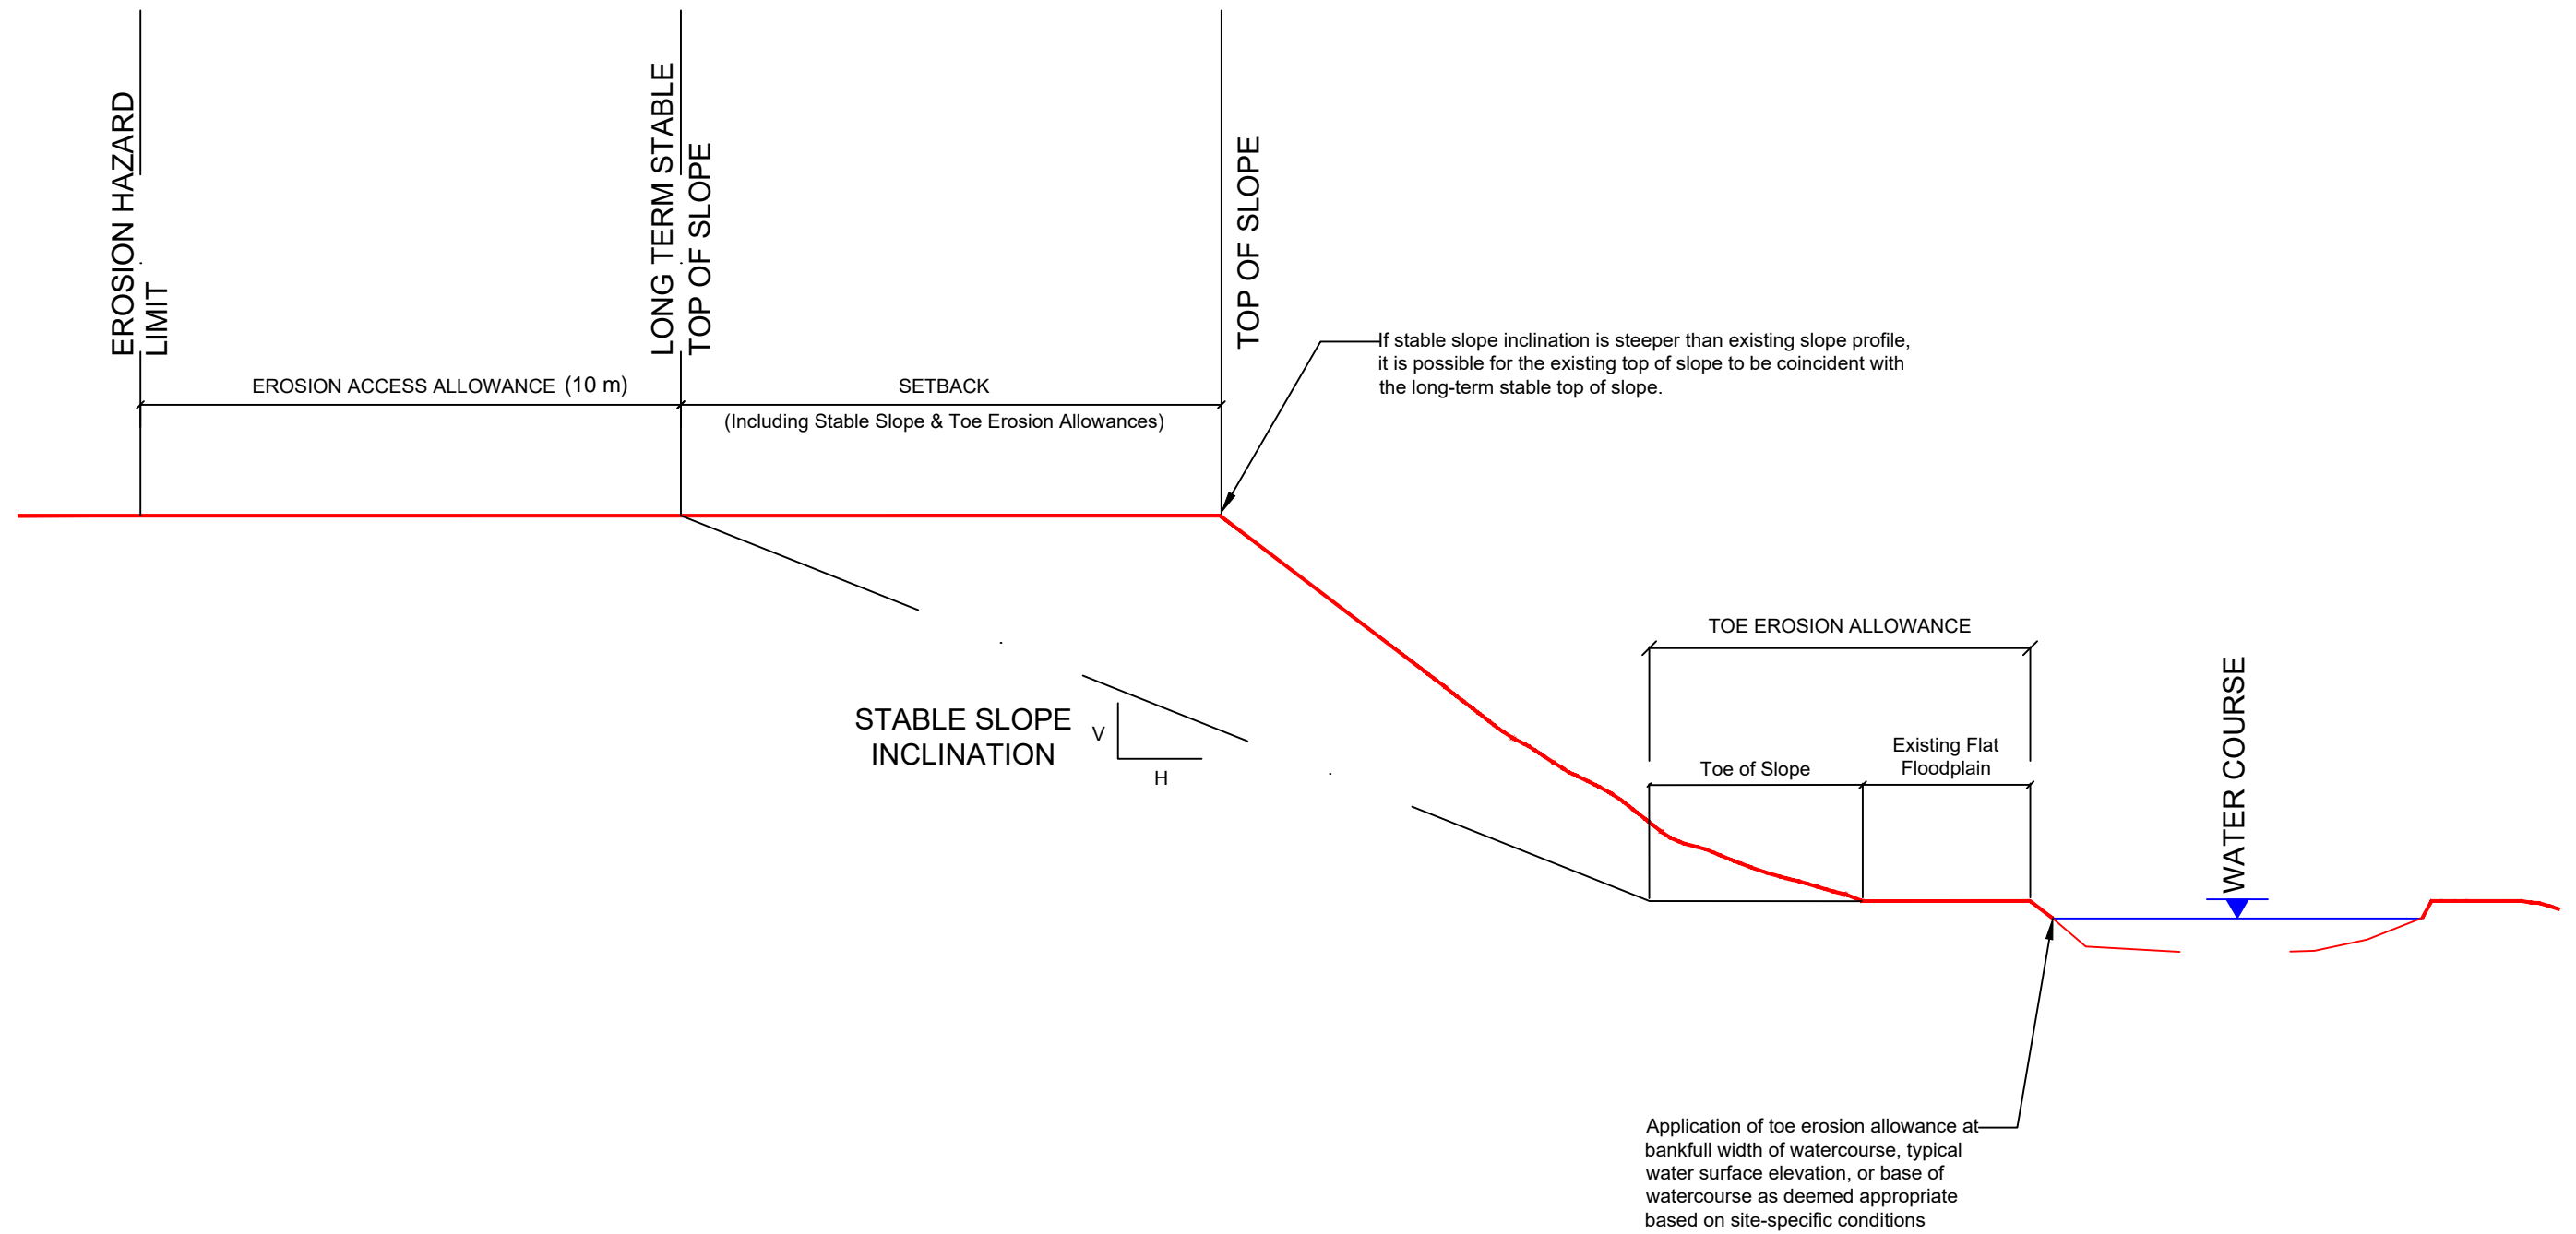 EROSION HAZARD
LIMIT
LONG TERM STABLE
TOP OF SLOPE
TOP OF SLOPE
EROSION ACCESS ALLOWANCE (10 m)
SETBACK
(Including Stable Slope & Toe Erosion Allowances)
If stable slope inclination is steeper than existing slope profile,
it is possible for the existing top of slope to be coincident with
the long-term stable top of slope.
STABLE SLOPE
INCLINATION
V
H
TOE EROSION ALLOWANCE
Toe of Slope
Existing Flat
Floodplain
WATER COURSE
Application of toe erosion allowance at
bankfull width of watercourse, typical
water surface elevation, or base of
watercourse as deemed appropriate
based on site-specific conditions